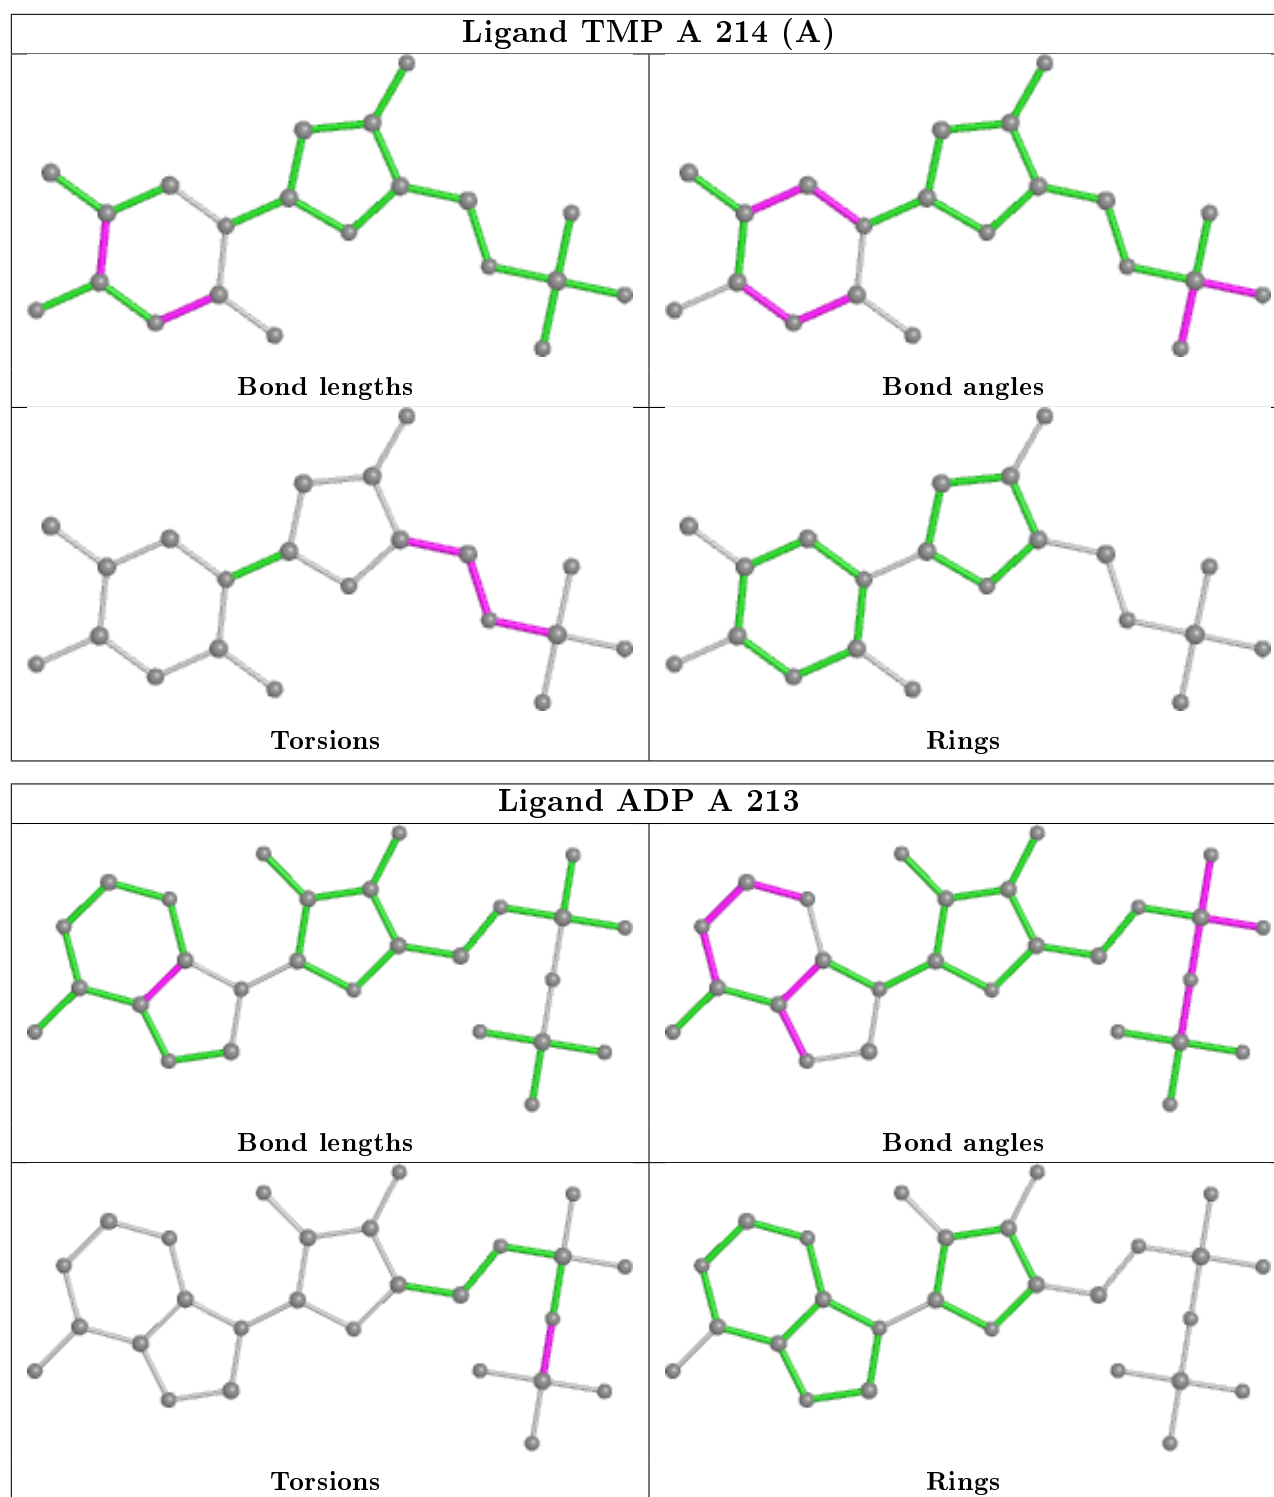 Ligand TMP A 214 (A)
Bond lengths
Bond angles
Torsions
Rings
Ligand ADP A 213
Bond lengths
Bond angles
Torsions
Rings